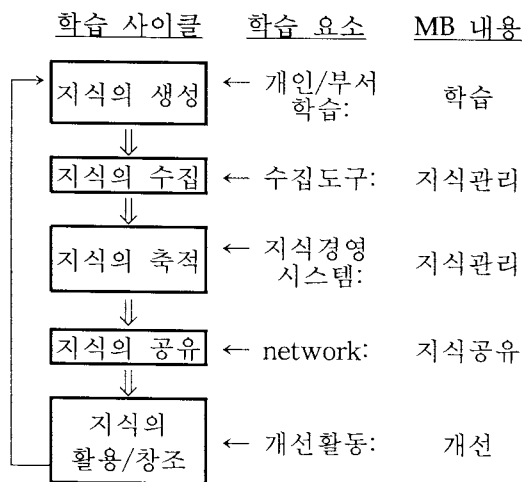 학습 사이클 학습 요소 MB 내용
지식의 생성 ← 개인/부서 학습: 학습
지식의 수집 ← 수집도구: 지식관리
지식의 축적 ← 지식경영 시스템: 지식관리
지식의 공유 ← network: 지식공유
지식의 활용/창조 ← 개선활동: 개선